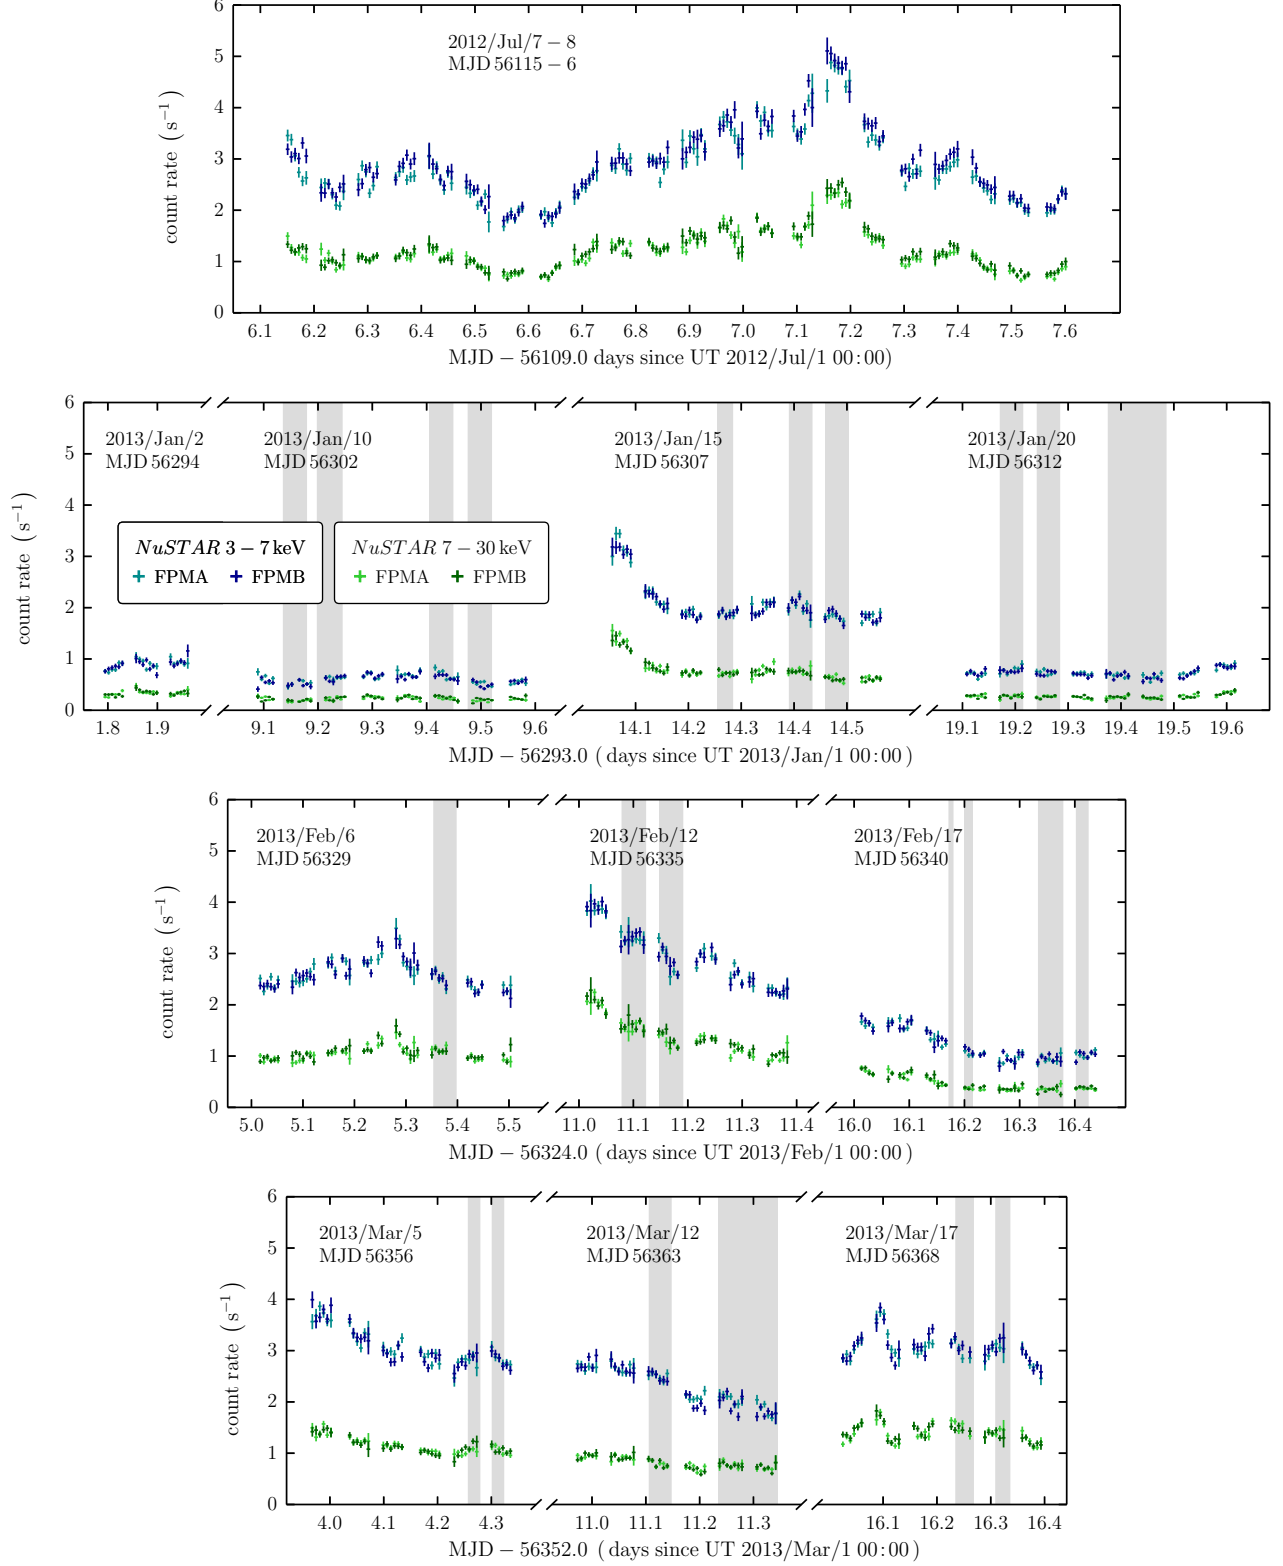 2012/Jul/7 – 8
MJD 56115 – 6
6
5
4
3
2
1
0
count rate ( s⁻¹ )
6.1 6.2 6.3 6.4 6.5 6.6 6.7 6.8 6.9 7.0 7.1 7.2 7.3 7.4 7.5 7.6
MJD – 56109.0 days since UT 2012/Jul/1 00:00)
2013/Jan/2 2013/Jan/10 2013/Jan/15 2013/Jan/20
MJD 56294 MJD 56302 MJD 56307 MJD 56312
6
5
4
3
2
1
0
count rate ( s⁻¹ )
NuSTAR 3 – 7 keV NuSTAR 7 – 30 keV
FPMA FPMB FPMA FPMB
1.8 1.9 9.1 9.2 9.3 9.4 9.5 9.6 14.1 14.2 14.3 14.4 14.5 19.1 19.2 19.3 19.4 19.5 19.6
MJD – 56293.0 ( days since UT 2013/Jan/1 00:00)
2013/Feb/6 2013/Feb/12 2013/Feb/17
MJD 56329 MJD 56335 MJD 56340
6
5
4
3
2
1
0
count rate ( s⁻¹ )
5.0 5.1 5.2 5.3 5.4 5.5 11.0 11.1 11.2 11.3 11.4 16.0 16.1 16.2 16.3 16.4
MJD – 56324.0 ( days since UT 2013/Feb/1 00:00)
2013/Mar/5 2013/Mar/12 2013/Mar/17
MJD 56356 MJD 56363 MJD 56368
6
5
4
3
2
1
0
count rate ( s⁻¹ )
4.0 4.1 4.2 4.3 11.0 11.1 11.2 11.3 16.1 16.2 16.3 16.4
MJD – 56352.0 ( days since UT 2013/Mar/1 00:00)